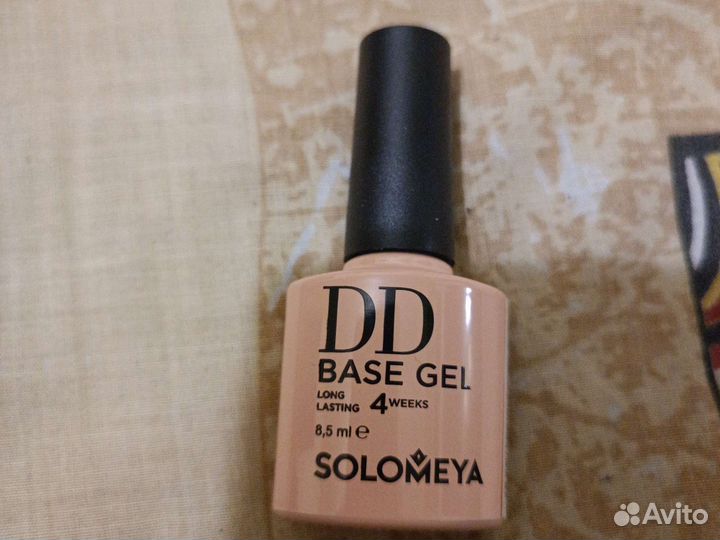 DD
BASE GEL
LONG
LASTING 4 WEEKS
8,5 ml ℮
SOLOMEYA
Avito